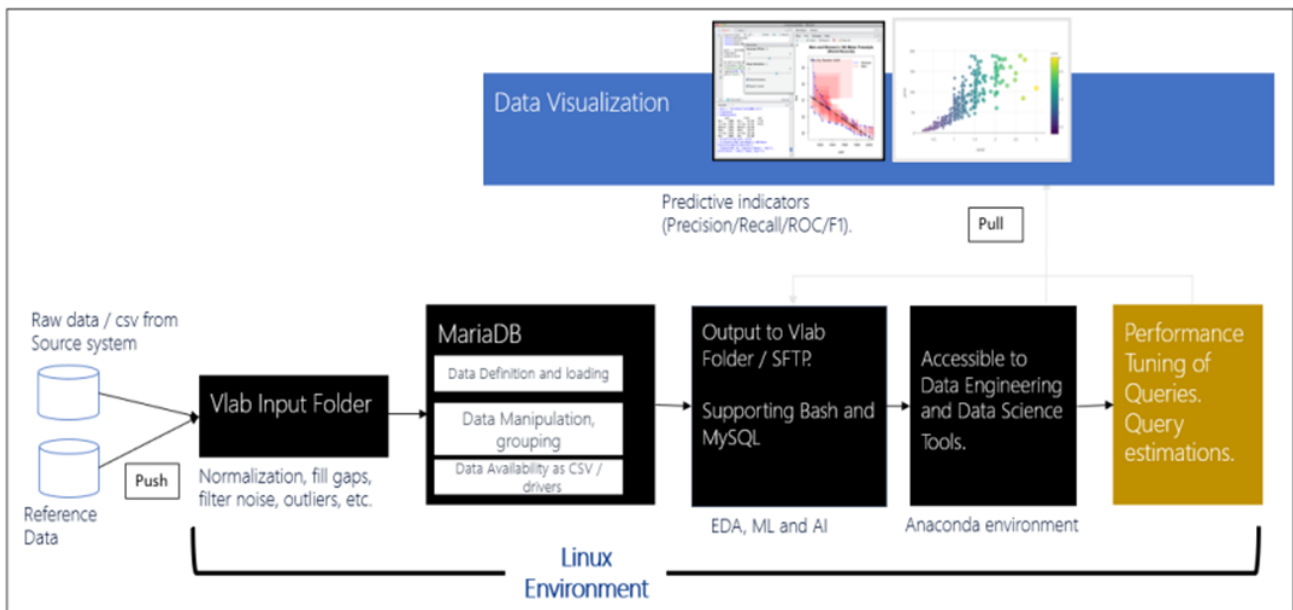 Data Visualization
Predictive indicators
(Precision/Recall/ROC/F1).
Pull
Raw data / csv from
Source system
Reference
Data
Push
Vlab Input Folder
Normalization, fill gaps,
filter noise, outliers, etc.
MariaDB
Data Definition and loading
Data Manipulation,
grouping
Data Availability as CSV /
drivers
Output to Vlab
Folder / SFTP.
Supporting Bash and
MySQL
EDA, ML and AI
Accessible to
Data Engineering
and Data Science
Tools.
Anaconda environment
Performance
Tuning of
Queries.
Query
estimations.
Linux
Environment